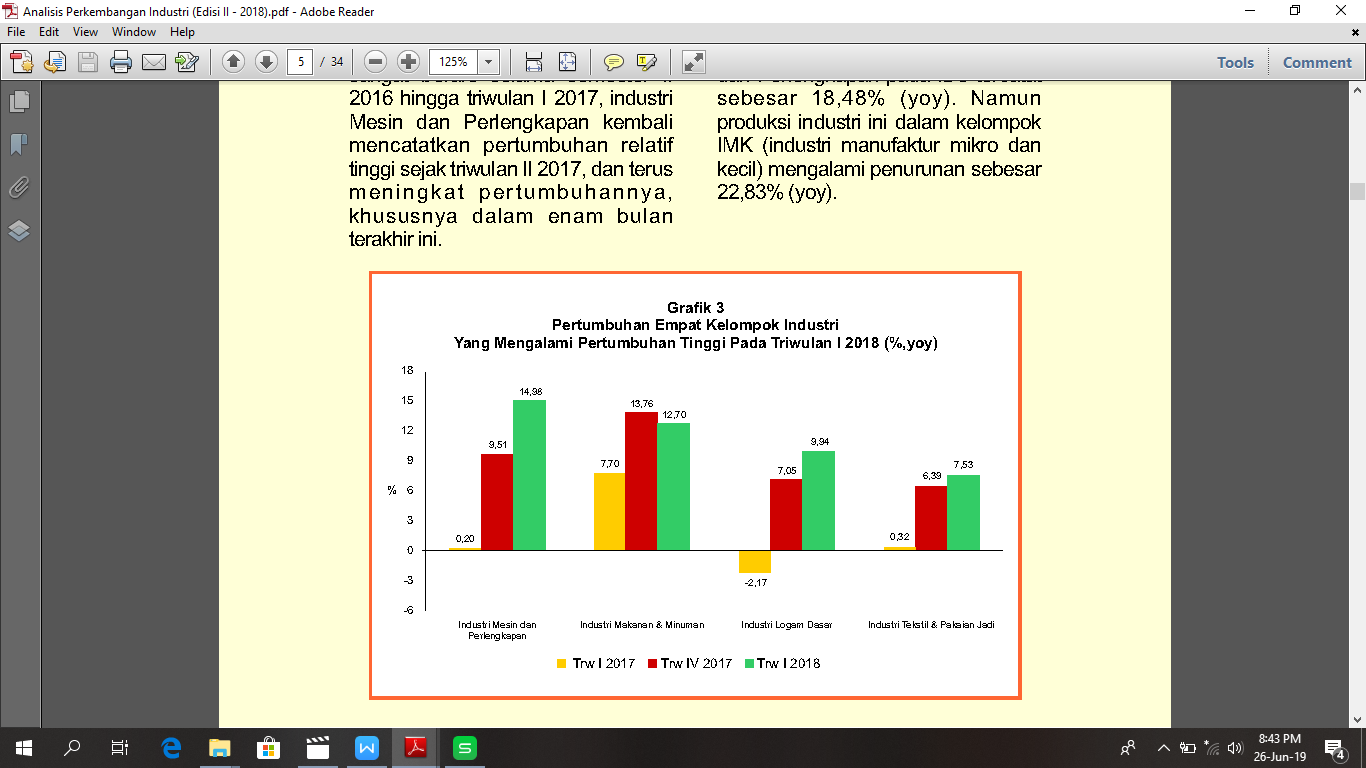 Analisis Perkembangan Industri (Edisi II - 2018).pdf - Adobe Reader
File Edit View Window Help
5 / 34 125% Tools Comment
2016 hingga triwulan I 2017, industri
Mesin dan Perlengkapan kembali
mencatatkan pertumbuhan relatif
tinggi sejak triwulan II 2017, dan terus
meningkat pertumbuhannya,
khususnya dalam enam bulan
terakhir ini.
sebesar 18,48% (yoy). Namun
produksi industri ini dalam kelompok
IMK (industri manufaktur mikro dan
kecil) mengalami penurunan sebesar
22,83% (yoy).
Grafik 3
Pertumbuhan Empat Kelompok Industri
Yang Mengalami Pertumbuhan Tinggi Pada Triwulan I 2018 (%,yoy)
18
15
12
9
% 6
3
0
-3
-6
0,20 9,51 14,98
7,70 13,76 12,70
-2,17 7,05 9,94
0,32 6,39 7,53
Industri Mesin dan
Perlengkapan
Industri Makanan & Minuman
Industri Logam Dasar
Industri Tekstil & Pakaian Jadi
Trw I 2017 Trw IV 2017 Trw I 2018
8:43 PM
26-Jun-19
4